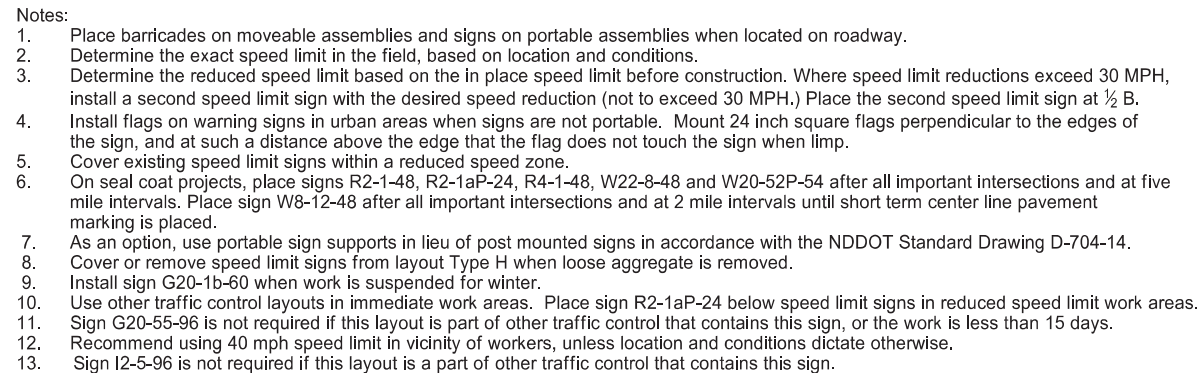 Notes:
1. Place barricades on moveable assemblies and signs on portable assemblies when located on roadway.
2. Determine the exact speed limit in the field, based on location and conditions.
3. Determine the reduced speed limit based on the in place speed limit before construction. Where speed limit reductions exceed 30 MPH,
install a second speed limit sign with the desired speed reduction (not to exceed 30 MPH.) Place the second speed limit sign at ½ B.
4. Install flags on warning signs in urban areas when signs are not portable. Mount 24 inch square flags perpendicular to the edges of
the sign, and at such a distance above the edge that the flag does not touch the sign when limp.
5. Cover existing speed limit signs within a reduced speed zone.
6. On seal coat projects, place signs R2-1-48, R2-1aP-24, R4-1-48, W22-8-48 and W20-52P-54 after all important intersections and at five
mile intervals. Place sign W8-12-48 after all important intersections and at 2 mile intervals until short term center line pavement
marking is placed.
7. As an option, use portable sign supports in lieu of post mounted signs in accordance with the NDDOT Standard Drawing D-704-14.
8. Cover or remove speed limit signs from layout Type H when loose aggregate is removed.
9. Install sign G20-1b-60 when work is suspended for winter.
10. Use other traffic control layouts in immediate work areas. Place sign R2-1aP-24 below speed limit signs in reduced speed limit work areas.
11. Sign G20-55-96 is not required if this layout is part of other traffic control that contains this sign, or the work is less than 15 days.
12. Recommend using 40 mph speed limit in vicinity of workers, unless location and conditions dictate otherwise.
13. Sign I2-5-96 is not required if this layout is a part of other traffic control that contains this sign.